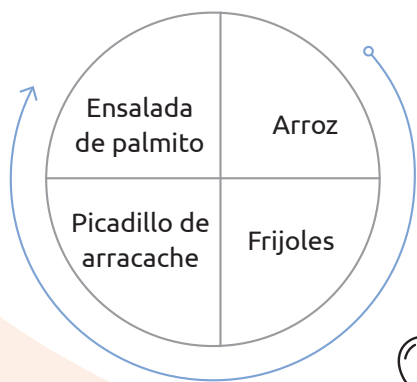 Ensalada
de palmito
Arroz
Picadillo de
arracache
Frijoles